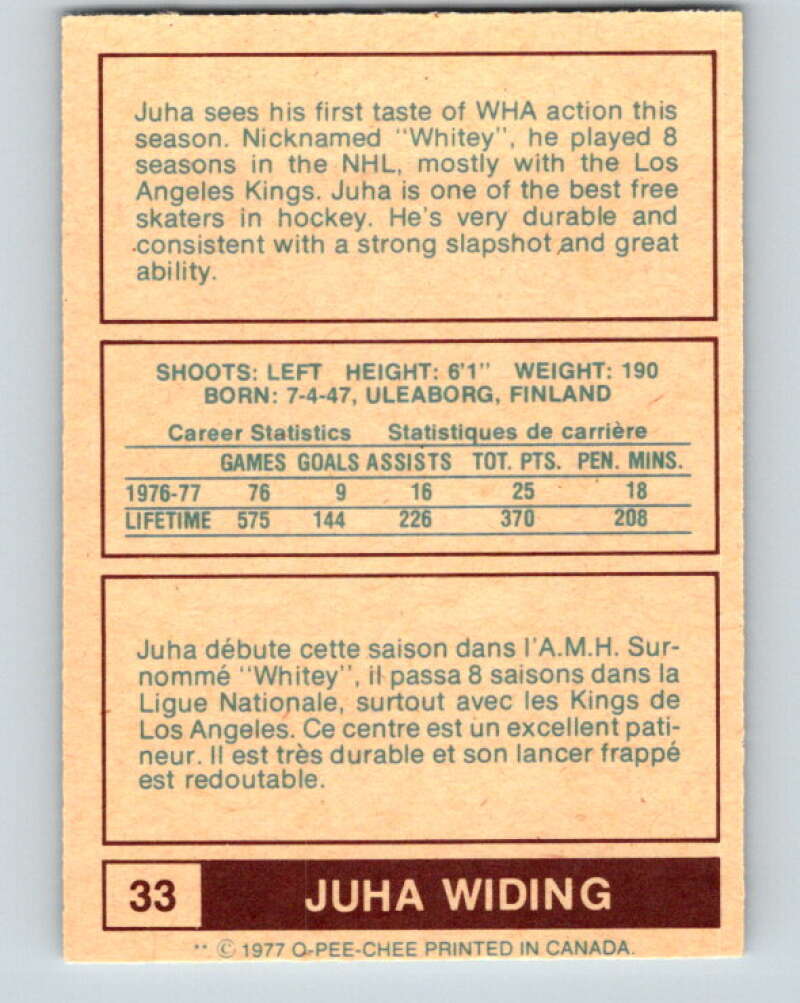 Juha sees his first taste of WHA action this
season. Nicknamed "Whitey", he played 8
seasons in the NHL, mostly with the Los
Angeles Kings. Juha is one of the best free
skaters in hockey. He's very durable and
consistent with a strong slapshot and great
ability.
SHOOTS: LEFT HEIGHT: 6'1" WEIGHT: 190
BORN: 7-4-47, ULEABORG, FINLAND
Career Statistics Statistiques de carrière
GAMES GOALS ASSISTS TOT. PTS. PEN. MINS.
1976-77 76 9 16 25 18
LIFETIME 575 144 226 370 208
Juha débute cette saison dans l'A.M.H. Sur-
nommé "Whitey", il passa 8 saisons dans la
Ligue Nationale, surtout avec les Kings de
Los Angeles. Ce centre est un excellent pati-
neur. Il est très durable et son lancer frappé
est redoutable.
33 JUHA WIDING
** © 1977 O-PEE-CHEE PRINTED IN CANADA.